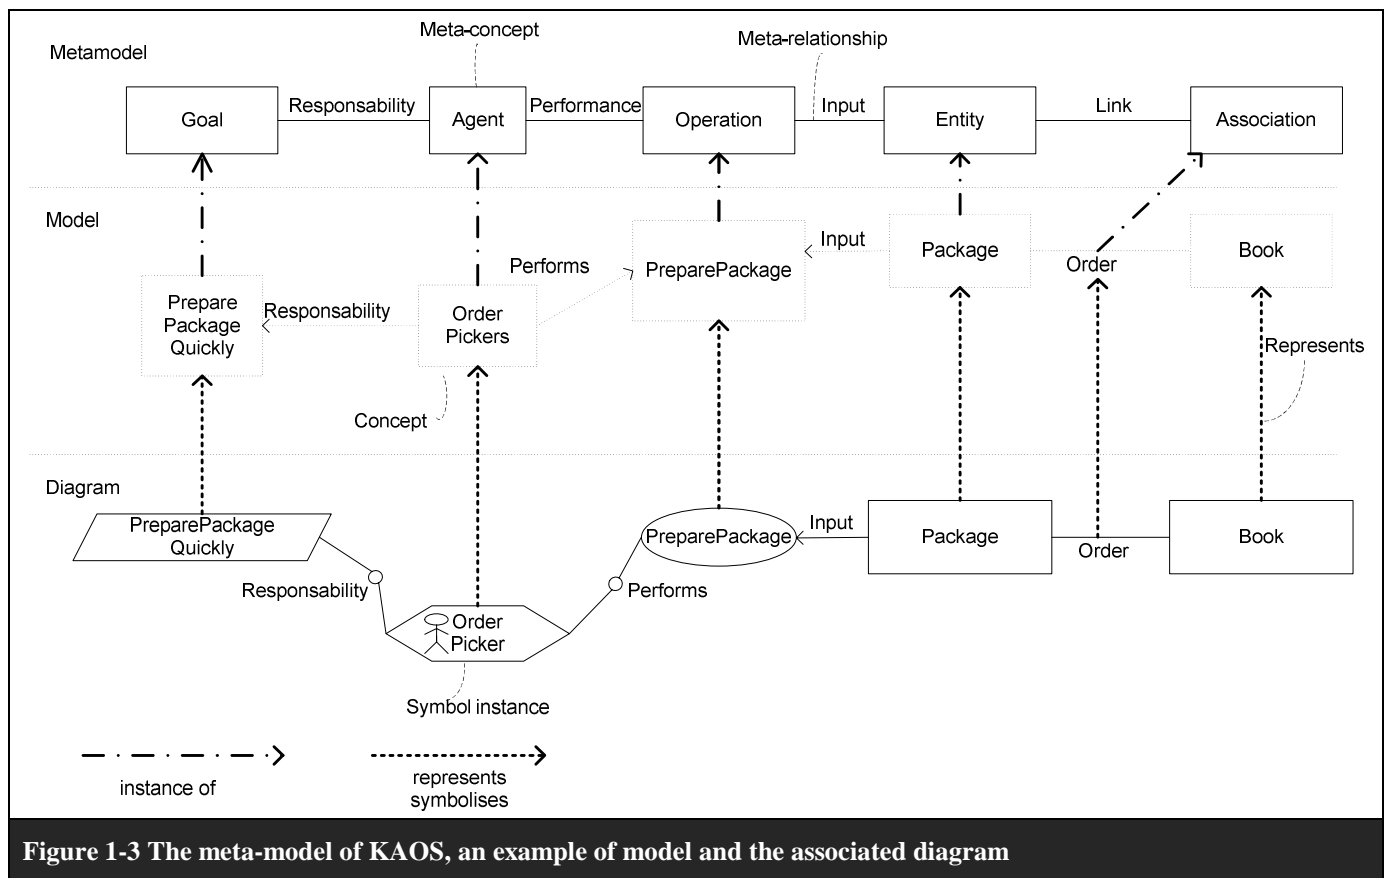 Meta-concept
Meta-relationship
Metamodel
Responsability
Performance
Input
Link
Goal
Agent
Operation
Entity
Association
Model
Input
Package
Book
Performs
PreparePackage
Order
Prepare
Package
Quickly
Responsability
Order
Pickers
Represents
Concept
Diagram
PreparePackage
Quickly
Input
PreparePackage
Package
Order
Book
Responsability
Performs
Order
Picker
Symbol instance
instance of
represents
symbolises
Figure 1-3 The meta-model of KAOS, an example of model and the associated diagram